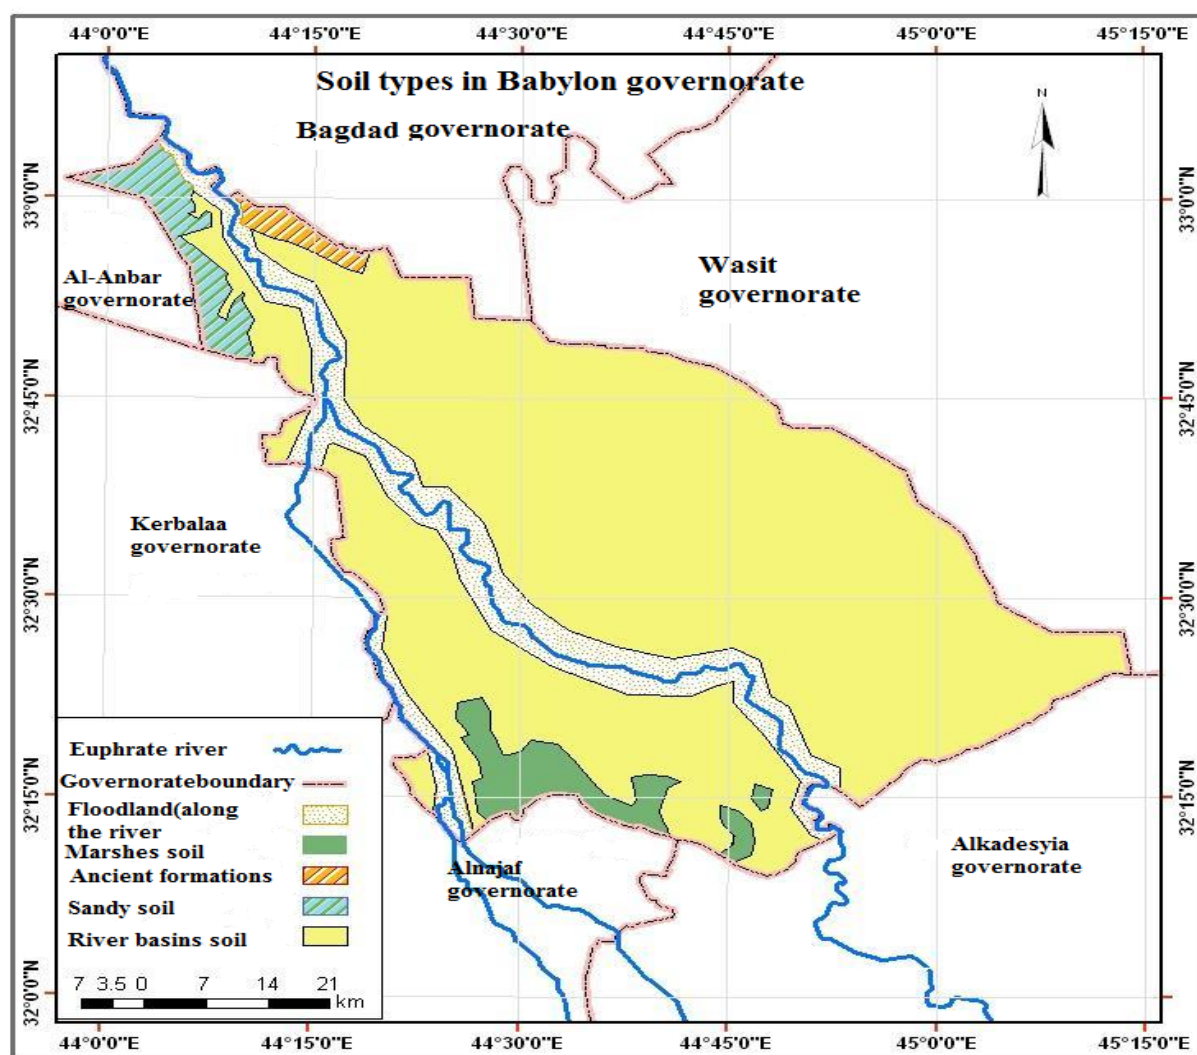 44°0'0"E 44°15'0"E 44°30'0"E 44°45'0"E 45°0'0"E 45°15'0"E
Soil types in Babylon governorate
Bagdad governorate
N
33°0'0"N
33°0'0"N
Al-Anbar
governorate
Wasit
governorate
32°45'0"N
32°45'0"N
Kerbalaa
governorate
32°30'0"N
32°30'0"N
Euphrate river
Governorateboundary
Floodland(along
the river
Marshes soil
Ancient formations
Sandy soil
River basins soil
7 3.5 0 7 14 21
km
32°15'0"N
32°15'0"N
Alnajaf
governorate
Alkadesyia
governorate
32°0'0"N
32°0'0"N
44°0'0"E 44°15'0"E 44°30'0"E 44°45'0"E 45°0'0"E 45°15'0"E